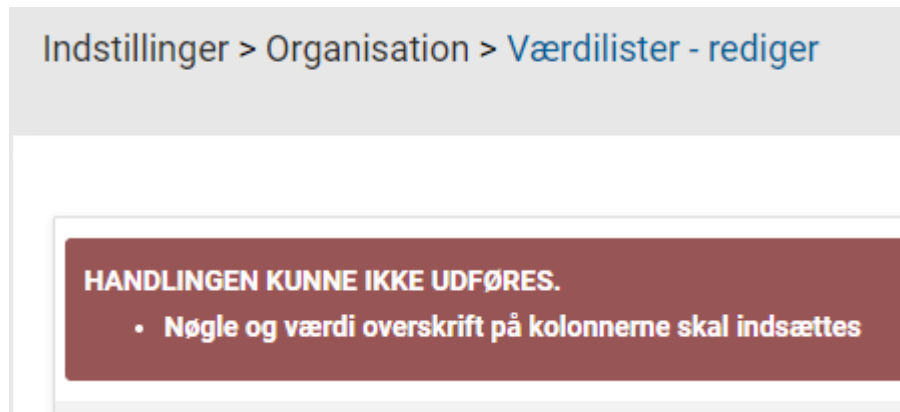 Indstillinger > Organisation > Værdilister - rediger
HANDLINGEN KUNNE IKKE UDFØRES.
• Nøgle og værdi overskrift på kolonnerne skal indsættes